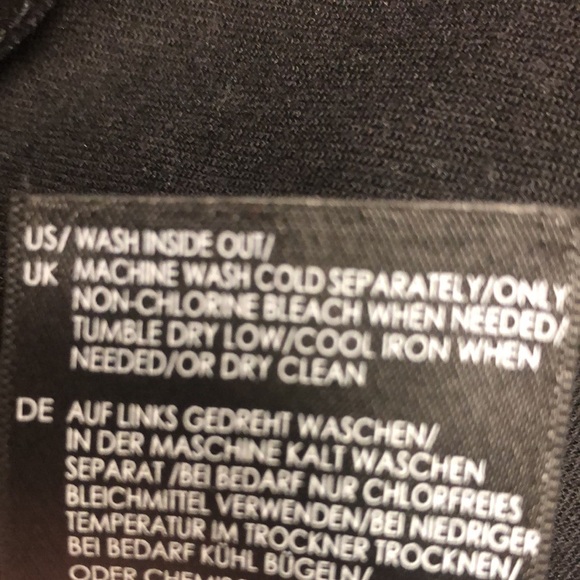 US/ WASH INSIDE OUT/
UK MACHINE WASH COLD SEPARATELY/ONLY
NON-CHLORINE BLEACH WHEN NEEDED/
TUMBLE DRY LOW/COOL IRON WHEN
NEEDED/OR DRY CLEAN
DE AUF LINKS GEDREHT WASCHEN/
IN DER MASCHINE KALT WASCHEN
SEPARAT /BEI BEDARF NUR CHLORFREIES
BLEICHMITTEL VERWENDEN/BEI NIEDRIGER
TEMPERATUR IM TROCKNER TROCKNEN/
BEI BEDARF KÜHL BÜGELN/
ODER